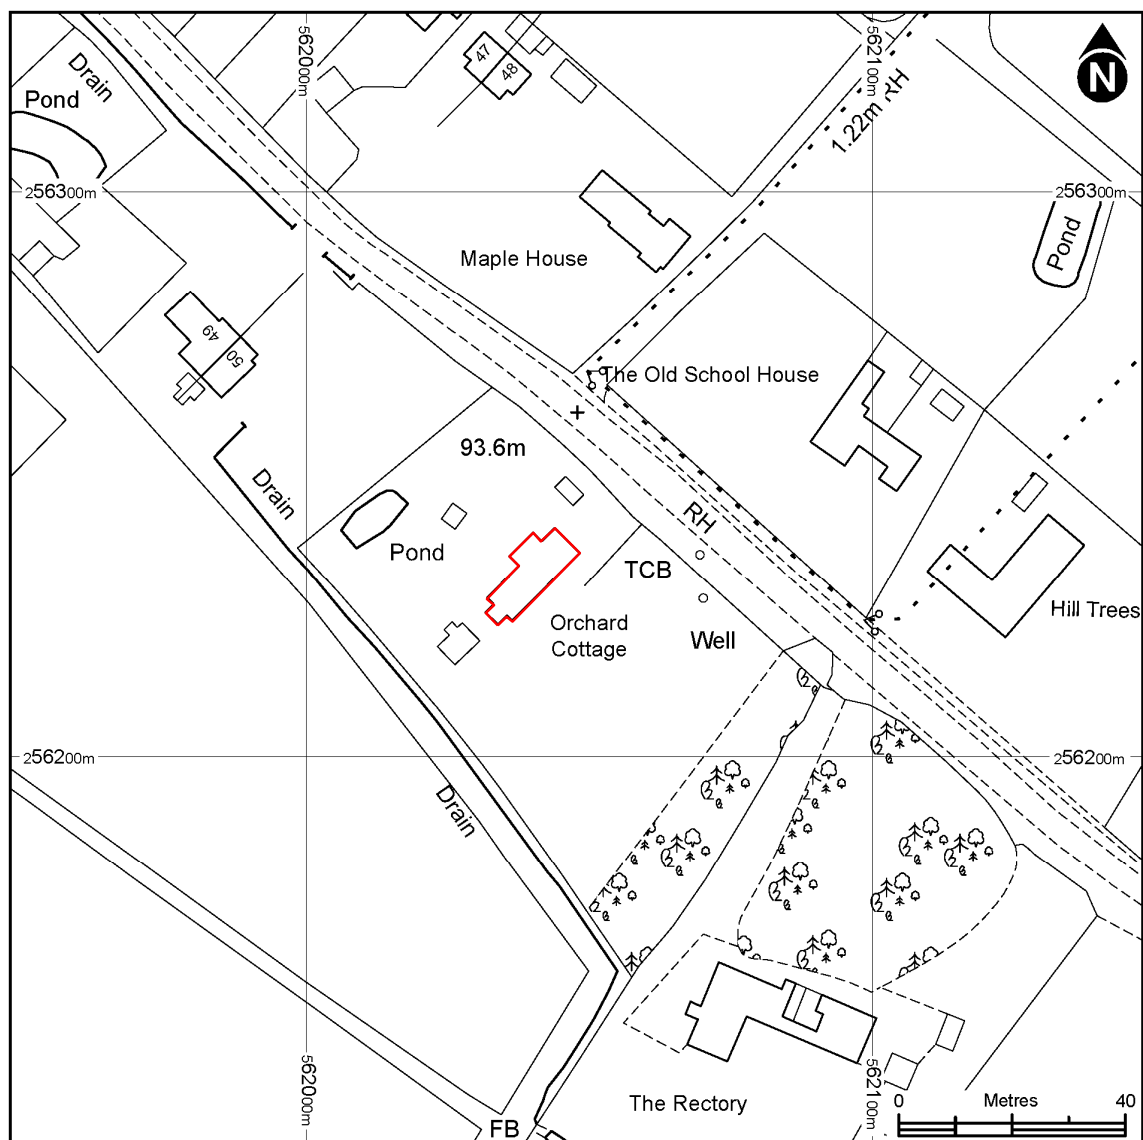 Drain
Pond
47
48
562000m
562100m
N
1.22m RH
256300m
256300m
Pond
Maple House
The Old School House
49
50
93.6m
Drain
Pond
RH
TCB
Orchard
Cottage
Well
Hill Trees
256200m
256200m
Drain
562000m
562100m
The Rectory
FB
0 Metres 40